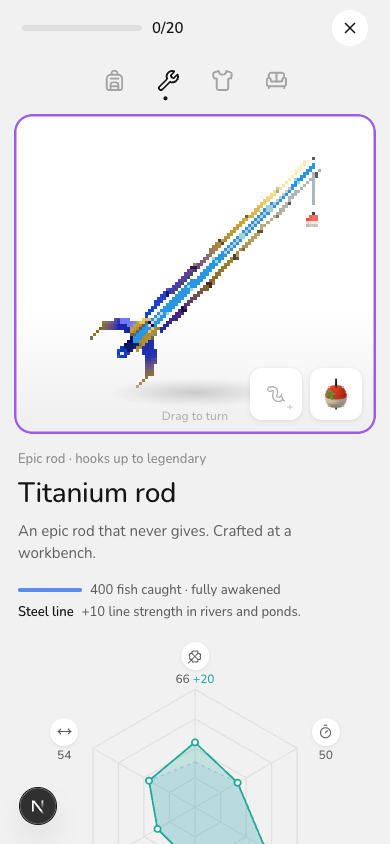 0/20
Drag to turn
Epic rod · hooks up to legendary
Titanium rod
An epic rod that never gives. Crafted at a
workbench.
400 fish caught · fully awakened
Steel line +10 line strength in rivers and ponds.
66 +20
54
50
N